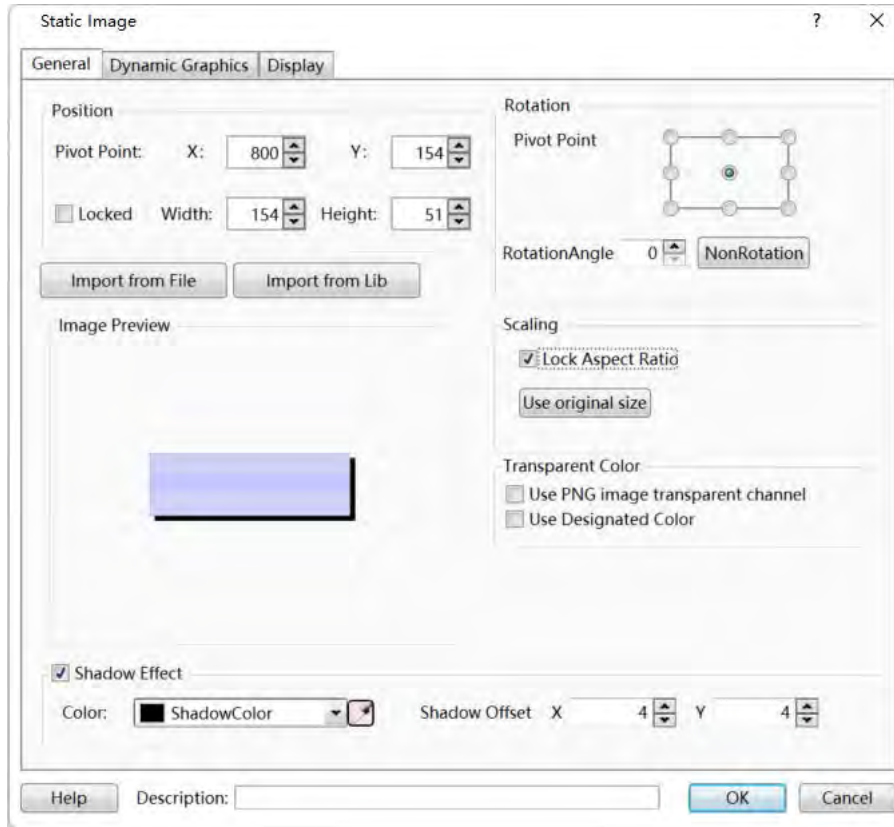 Static Image ?
General Dynamic Graphics Display
Position
Pivot Point: X: 800 Y: 154
Locked Width: 154 Height: 51
Import from File Import from Lib
Image Preview
Rotation
Pivot Point
RotationAngle 0 NonRotation
Scaling
Lock Aspect Ratio
Use original size
Transparent Color
Use PNG image transparent channel
Use Designated Color
Shadow Effect
Color: ShadowColor Shadow Offset X 4 Y 4
Help Description: OK Cancel